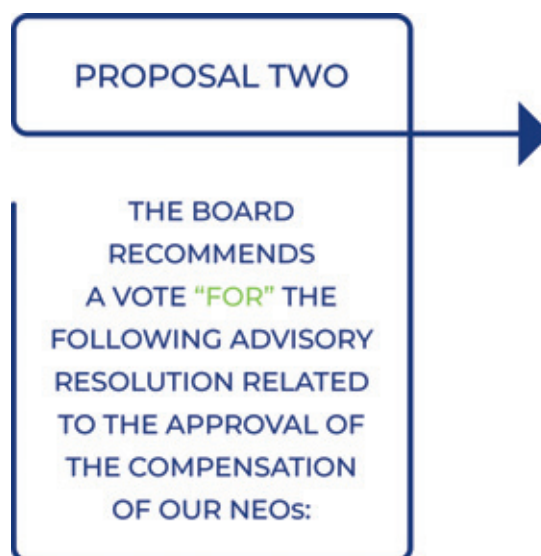 PROPOSAL TWO
THE BOARD
RECOMMENDS
A VOTE “FOR” THE
FOLLOWING ADVISORY
RESOLUTION RELATED
TO THE APPROVAL OF
THE COMPENSATION
OF OUR NEOs: